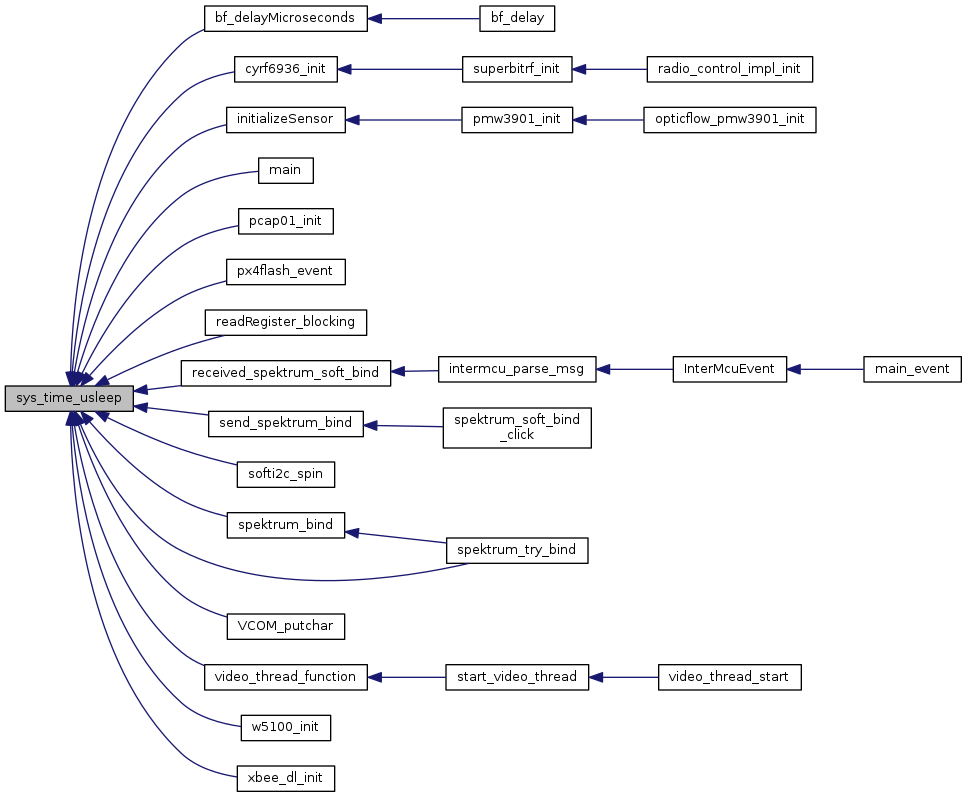 bf_delayMicroseconds
bf_delay
cyrf6936_init
superbitrf_init
radio_control_impl_init
initializeSensor
pmw3901_init
opticflow_pmw3901_init
main
pcap01_init
px4flash_event
readRegister_blocking
received_spektrum_soft_bind
intermcu_parse_msg
InterMcuEvent
main_event
sys_time_usleep
send_spektrum_bind
spektrum_soft_bind
_click
softi2c_spin
spektrum_bind
spektrum_try_bind
VCOM_putchar
video_thread_function
start_video_thread
video_thread_start
w5100_init
xbee_dl_init